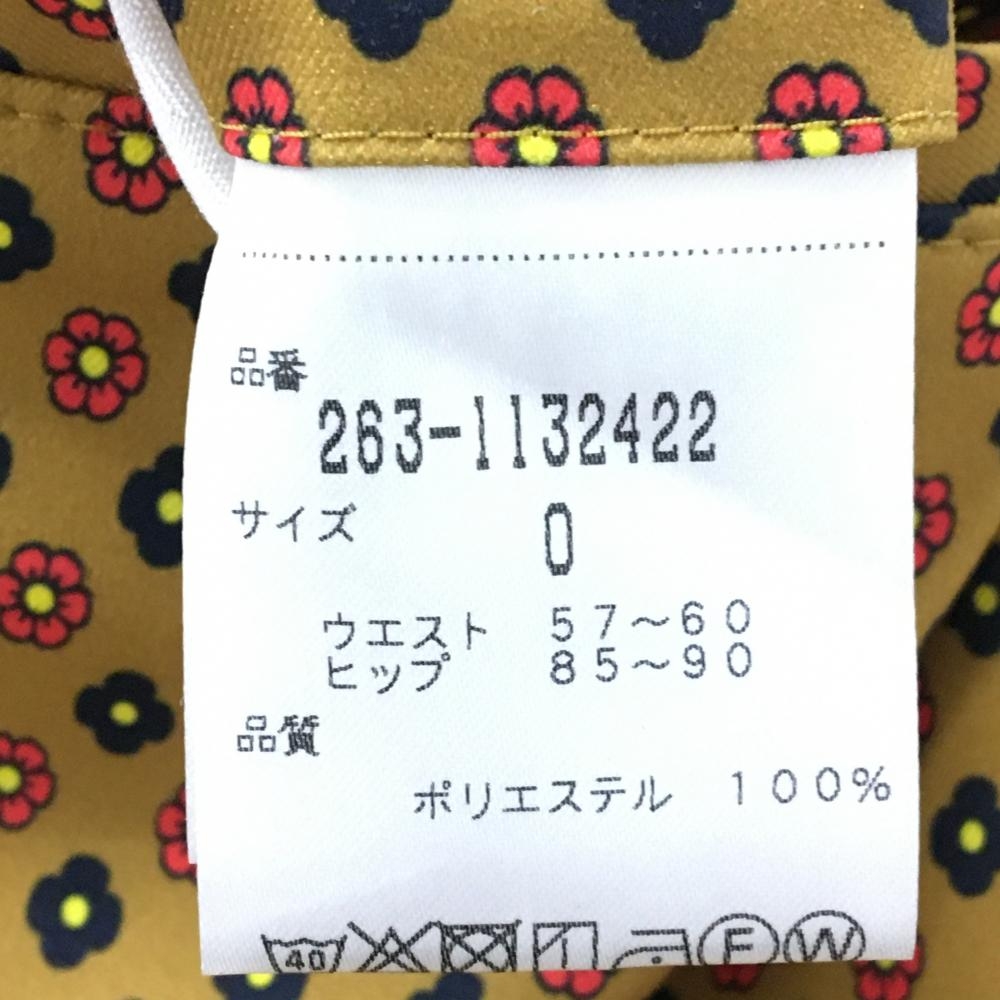 品番
263-1132422
サイズ 0
ウエスト 57～60
ヒップ 85～90
品質
ポリエステル 100%
40 F W